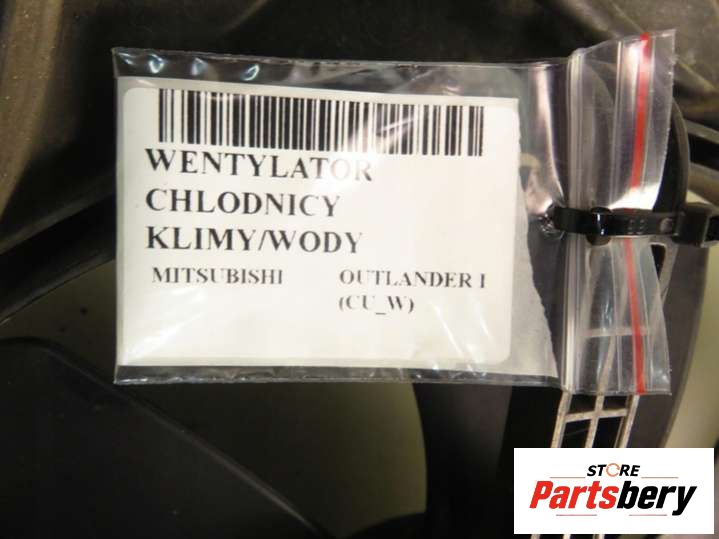 WENTYLATOR
CHLODNICY
KLIMY/WODY
MITSUBISHI OUTLANDER I
(CU_W)
STORE
Partsbery